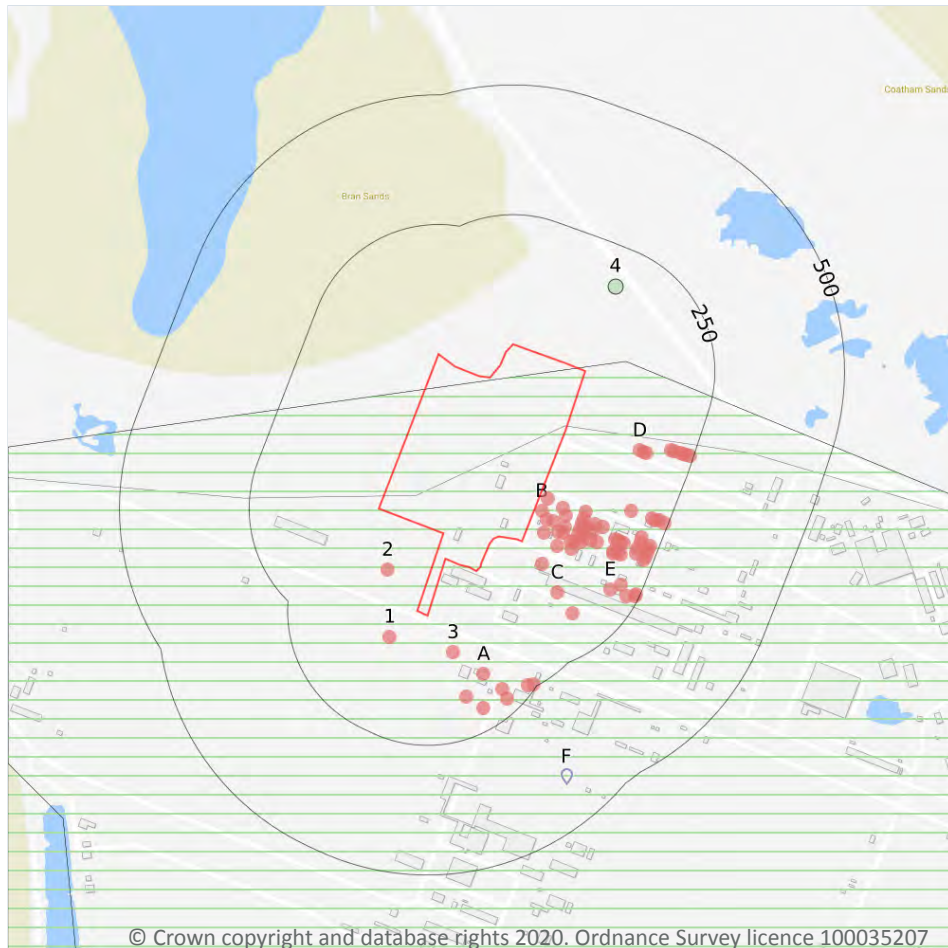 Coatham Sands
Bran Sands
4
500
250
D
B
2
C
E
1
3
A
F
© Crown copyright and database rights 2020. Ordnance Survey licence 100035207